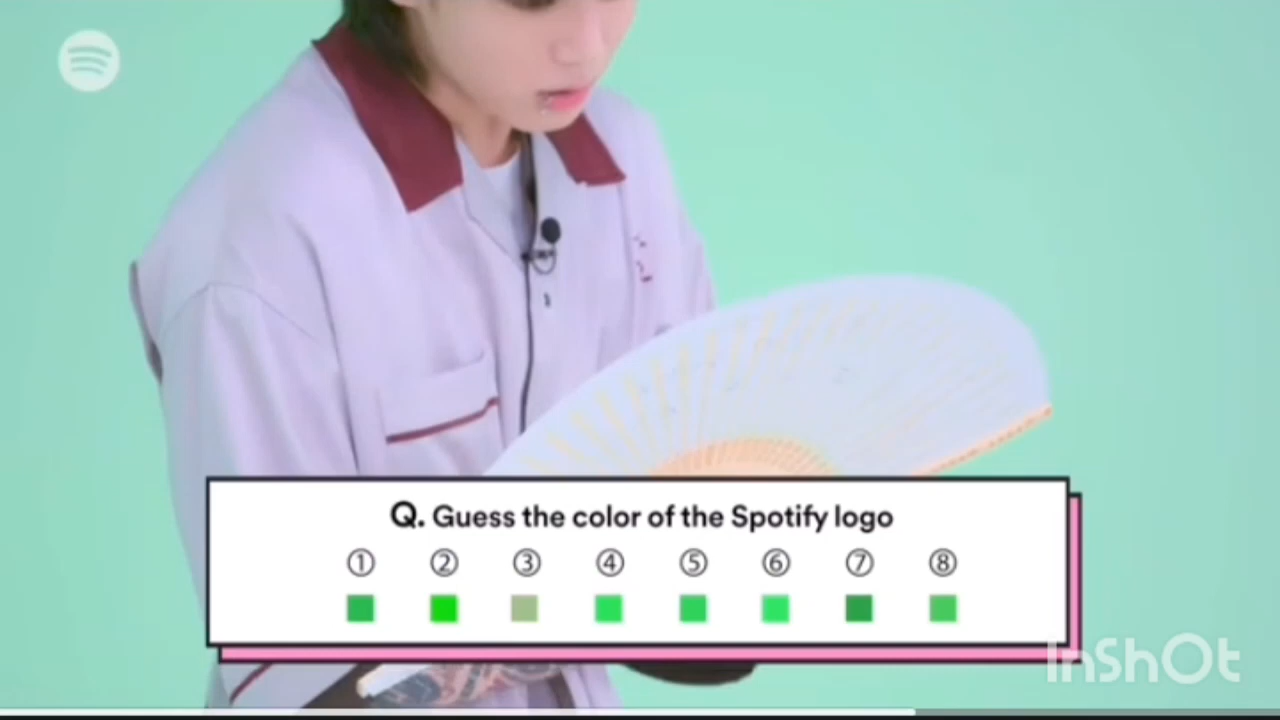 Q. Guess the color of the Spotify logo
① ② ③ ④ ⑤ ⑥ ⑦ ⑧
InShOt